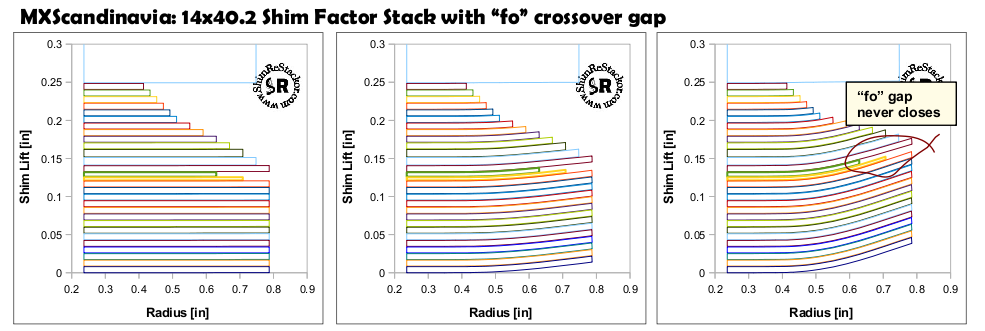 MXScandinavia: 14x40.2 Shim Factor Stack with “fo” crossover gap
0.3
0.25
0.2
0.15
0.1
0.05
0
Shim Lift [in]
0.2 0.3 0.4 0.5 0.6 0.7 0.8 0.9
Radius [in]
www.ShimReStackor.com
SR
0.3
0.25
0.2
0.15
0.1
0.05
0
Shim Lift [in]
0.2 0.3 0.4 0.5 0.6 0.7 0.8 0.9
Radius [in]
www.ShimReStackor.com
SR
0.3
0.25
0.2
0.15
0.1
0.05
0
Shim Lift [in]
0.2 0.3 0.4 0.5 0.6 0.7 0.8 0.9
Radius [in]
“fo” gap
never closes